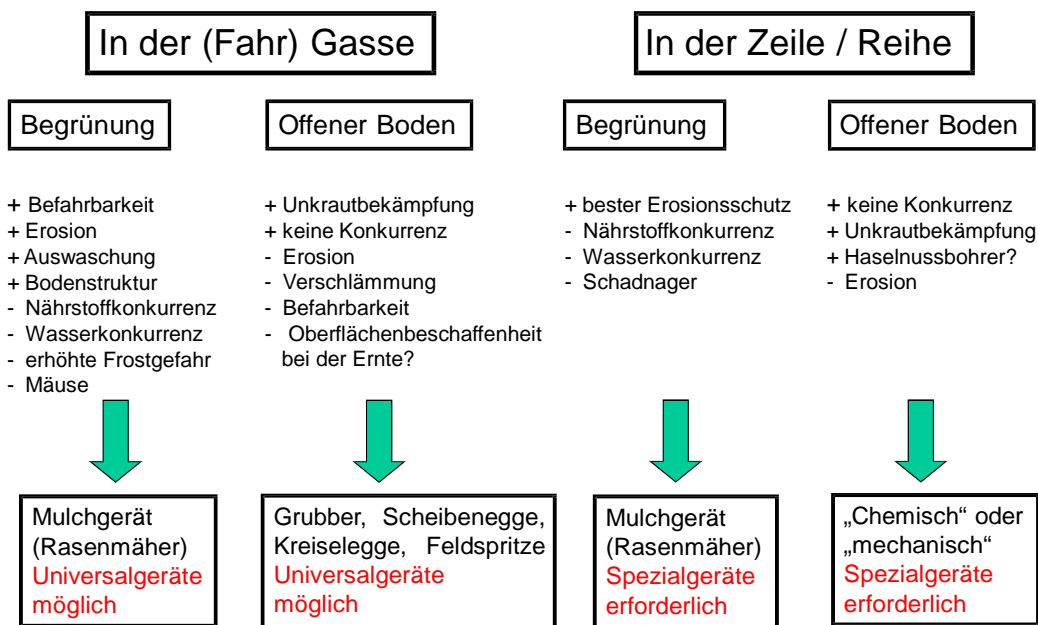 In der (Fahr) Gasse
Begrünung
+ Befahrbarkeit
+ Erosion
+ Auswaschung
+ Bodenstruktur
- Nährstoffkonkurrenz
- Wasserkonkurrenz
- erhöhte Frostgefahr
- Mäuse
Mulchgerät
(Rasenmäher)
Universalgeräte
möglich
Offener Boden
+ Unkrautbekämpfung
+ keine Konkurrenz
- Erosion
- Verschlämmung
- Befahrbarkeit
- Oberflächenbeschaffenheit
bei der Ernte?
Grubber, Scheibenegge,
Kreiselegge, Feldspritze
Universalgeräte
möglich
In der Zeile / Reihe
Begrünung
+ bester Erosionsschutz
- Nährstoffkonkurrenz
- Wasserkonkurrenz
- Schadnager
Mulchgerät
(Rasenmäher)
Spezialgeräte
erforderlich
Offener Boden
+ keine Konkurrenz
+ Unkrautbekämpfung
+ Haselnussbohrer?
- Erosion
„Chemisch“ oder
„mechanisch“
Spezialgeräte
erforderlich